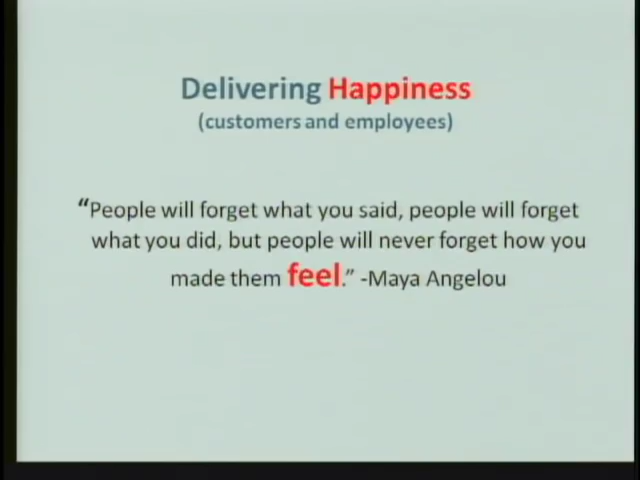 Delivering Happiness
(customers and employees)
“People will forget what you said, people will forget
what you did, but people will never forget how you
made them feel.” -Maya Angelou